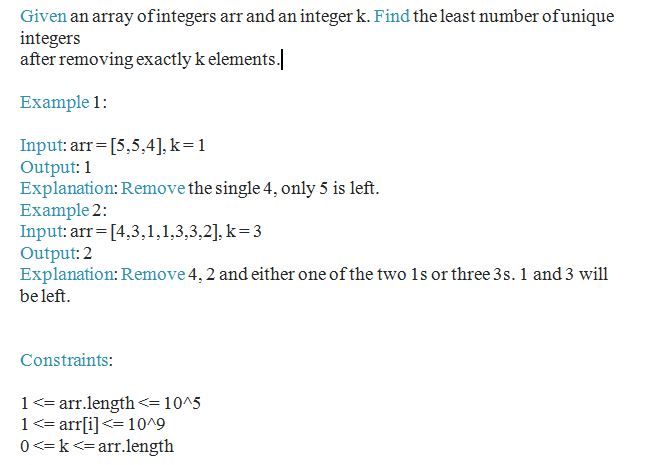 Given an array of integers arr and an integer k. Find the least number of unique
integers
after removing exactly k elements.
Example 1:
Input: arr = [5,5,4], k = 1
Output: 1
Explanation: Remove the single 4, only 5 is left.
Example 2:
Input: arr = [4,3,1,1,3,3,2], k = 3
Output: 2
Explanation: Remove 4, 2 and either one of the two 1s or three 3s. 1 and 3 will
be left.
Constraints:
1 <= arr.length <= 10^5
1 <= arr[i] <= 10^9
0 <= k <= arr.length